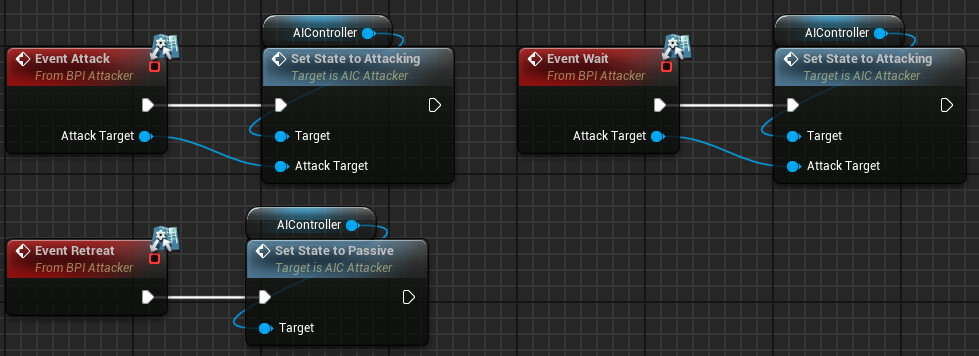 AIController
Event Attack
From BPI Attacker
Set State to Attacking
Target is AIC Attacker
Attack Target
Target
Attack Target
AIController
Event Wait
From BPI Attacker
Set State to Attacking
Target is AIC Attacker
Attack Target
Target
Attack Target
AIController
Event Retreat
From BPI Attacker
Set State to Passive
Target is AIC Attacker
Target